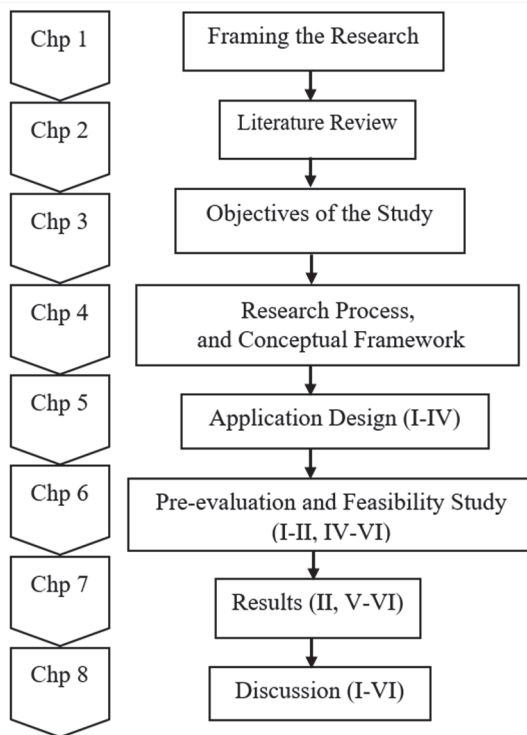 Chp 1
Framing the Research
Chp 2
Literature Review
Chp 3
Objectives of the Study
Chp 4
Research Process,
and Conceptual Framework
Chp 5
Application Design (I-IV)
Chp 6
Pre-evaluation and Feasibility Study
(I-II, IV-VI)
Chp 7
Results (II, V-VI)
Chp 8
Discussion (I-VI)